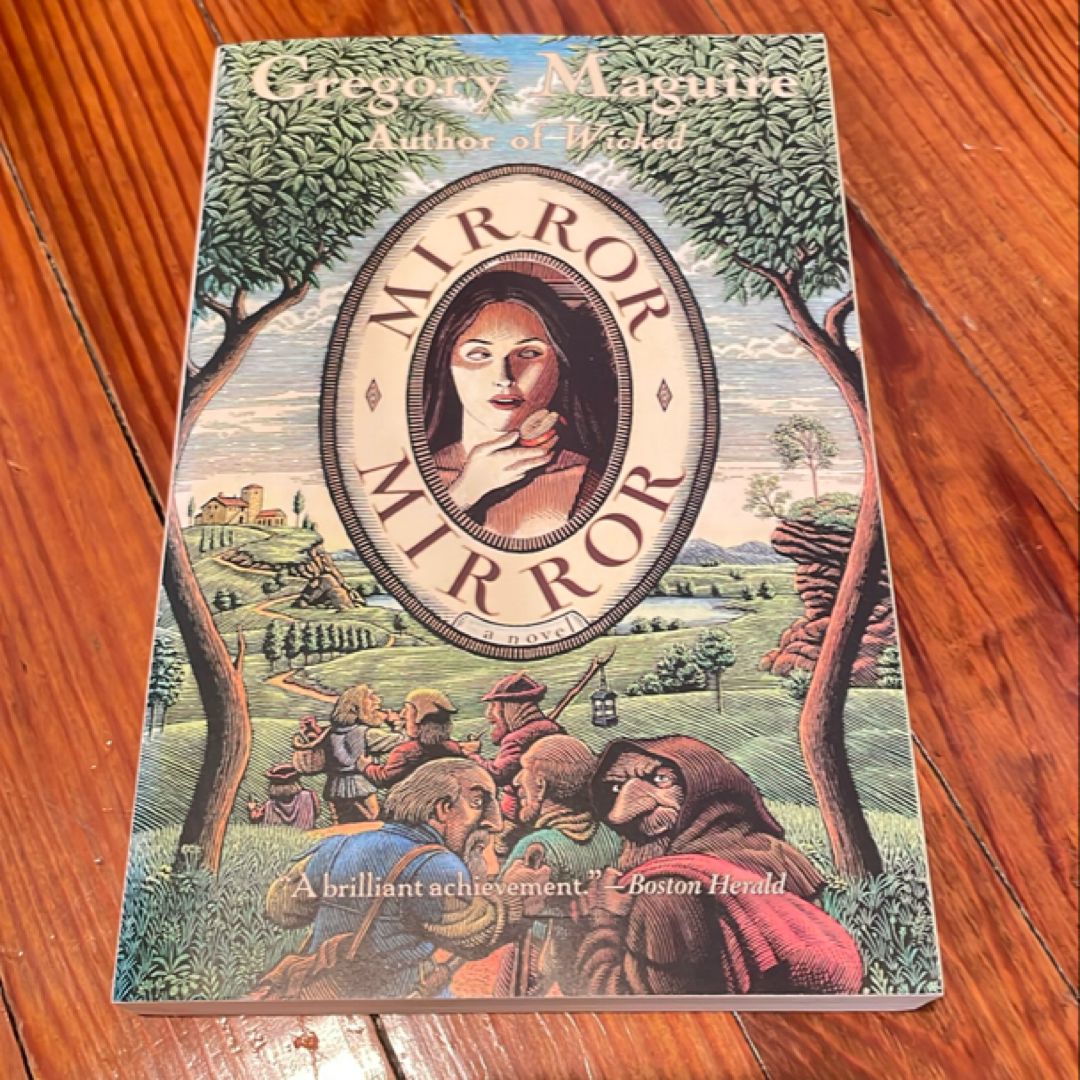 Gregory Maguire
Author of Wicked
MIRROR
MIRROR
a novel
"A brilliant achievement."—Boston Herald